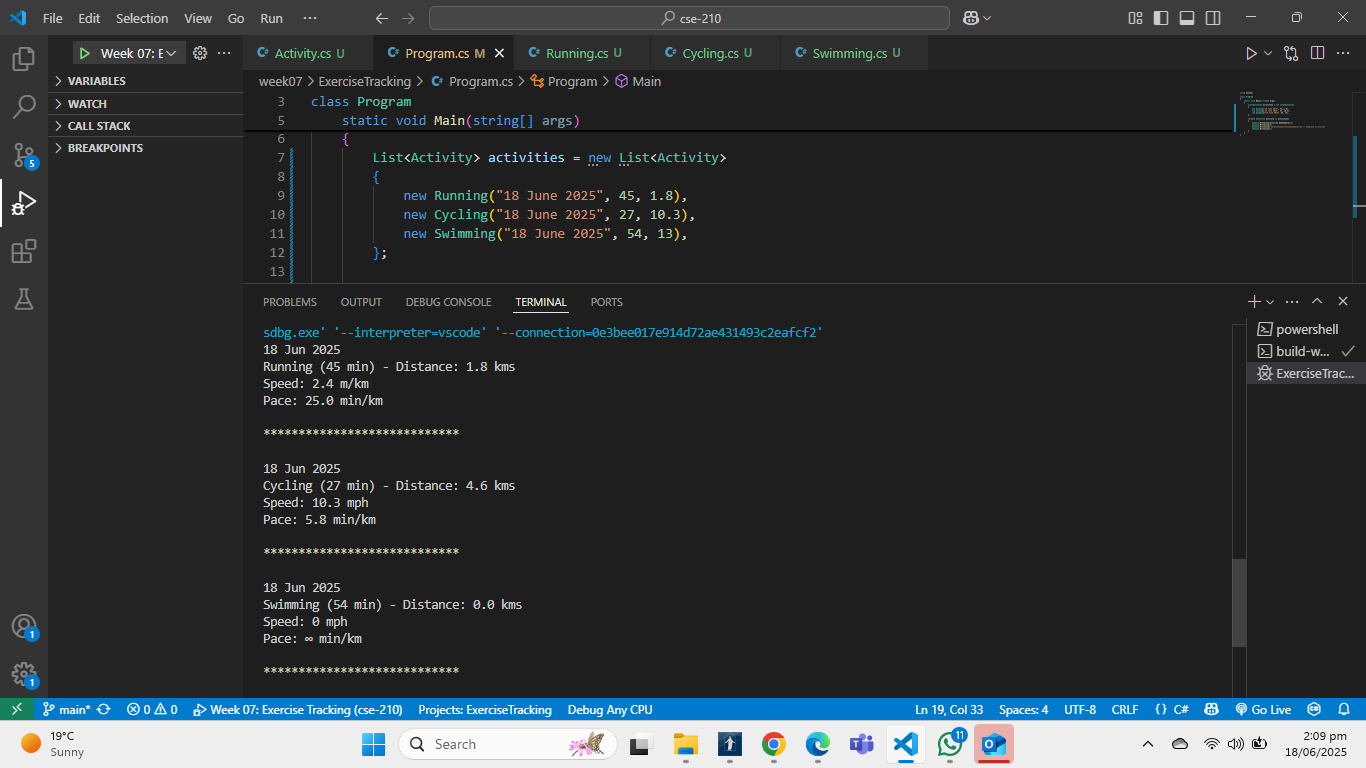 File Edit Selection View Go Run ··· cse-210
Week 07: E
Activity.cs U Program.cs M Running.cs U Cycling.cs U Swimming.cs U
VARIABLES
WATCH
CALL STACK
BREAKPOINTS
week07 > ExerciseTracking > Program.cs > Program > Main
3 class Program
5 static void Main(string[] args)
6 {
7 List<Activity> activities = new List<Activity>
8 {
9 new Running("18 June 2025", 45, 1.8),
10 new Cycling("18 June 2025", 27, 10.3),
11 new Swimming("18 June 2025", 54, 13),
12 };
13
PROBLEMS OUTPUT DEBUG CONSOLE TERMINAL PORTS
sdbg.exe' '--interpreter=vscode' '--connection=0e3bee017e914d72ae431493c2eafcf2'
18 Jun 2025
Running (45 min) - Distance: 1.8 kms
Speed: 2.4 m/km
Pace: 25.0 min/km
****************************
18 Jun 2025
Cycling (27 min) - Distance: 4.6 kms
Speed: 10.3 mph
Pace: 5.8 min/km
****************************
18 Jun 2025
Swimming (54 min) - Distance: 0.0 kms
Speed: 0 mph
Pace: ∞ min/km
****************************
powershell
build-w...
ExerciseTrac...
5
1
1
main* 0 0 Week 07: Exercise Tracking (cse-210) Projects: ExerciseTracking Debug Any CPU Ln 19, Col 33 Spaces: 4 UTF-8 CRLF {} C# Go Live
19°C
Sunny
Search
11
2:09 pm
18/06/2025